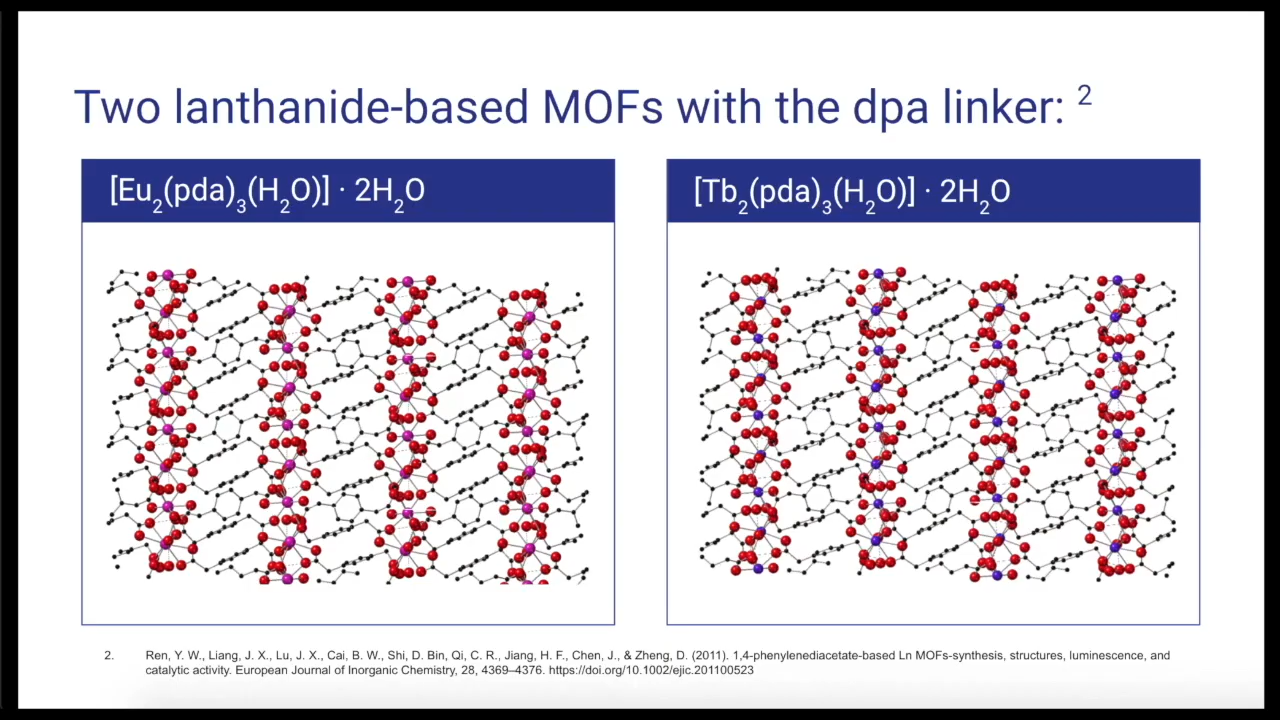 Two lanthanide-based MOFs with the dpa linker: ²
[Eu₂(pda)₃(H₂O)] · 2H₂O
[Tb₂(pda)₃(H₂O)] · 2H₂O
2. Ren, Y. W., Liang, J. X., Lu, J. X., Cai, B. W., Shi, D. Bin, Qi, C. R., Jiang, H. F., Chen, J., & Zheng, D. (2011). 1,4-phenylenediacetate-based Ln MOFs-synthesis, structures, luminescence, and
catalytic activity. European Journal of Inorganic Chemistry, 28, 4369–4376. https://doi.org/10.1002/ejic.201100523